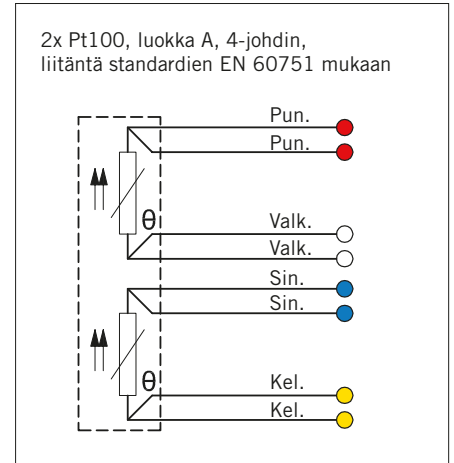 2x Pt100, luokka A, 4-johdin,
liitäntä standardien EN 60751 mukaan
Pun.
Pun.
θ
Valk.
Valk.
Sin.
Sin.
θ
Kel.
Kel.